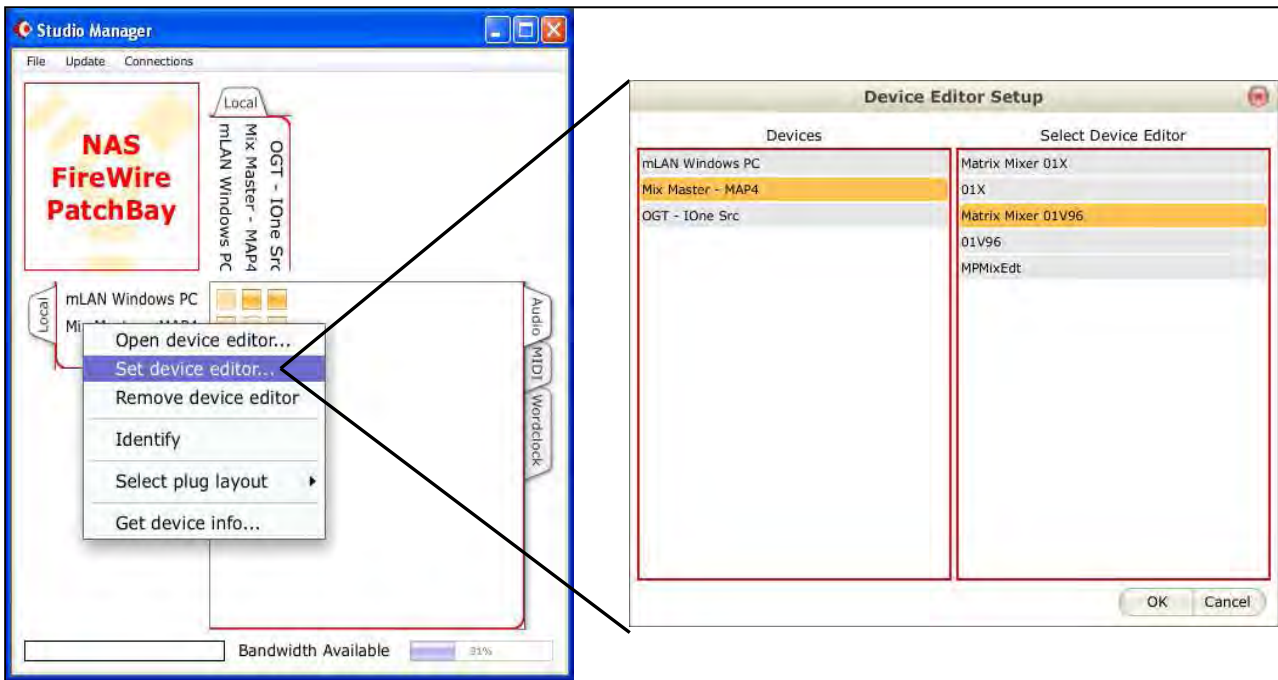 Studio Manager
File Update Connections
NAS
FireWire
PatchBay
Local
mLAN Windows PC
Mix Master - MAP4
OGT - IOne Src
Local
mLAN Windows PC
Audio
MIDI
Wordclock
Open device editor...
Set device editor...
Remove device editor
Identify
Select plug layout
Get device info...
Bandwidth Available 31%
Device Editor Setup
Devices
mLAN Windows PC
Mix Master - MAP4
OGT - IOne Src
Select Device Editor
Matrix Mixer 01X
01X
Matrix Mixer 01V96
01V96
MPMixEdt
OK Cancel